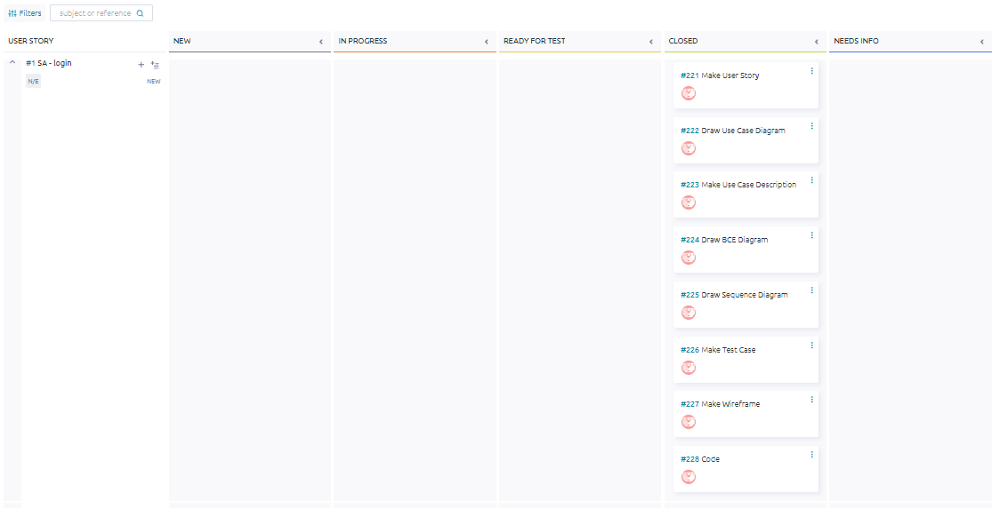 Filters
subject or reference
USER STORY
NEW
IN PROGRESS
READY FOR TEST
CLOSED
NEEDS INFO
#1 SA - login
N/E
NEW
#221 Make User Story
#222 Draw Use Case Diagram
#223 Make Use Case Description
#224 Draw BCE Diagram
#225 Draw Sequence Diagram
#226 Make Test Case
#227 Make Wireframe
#228 Code